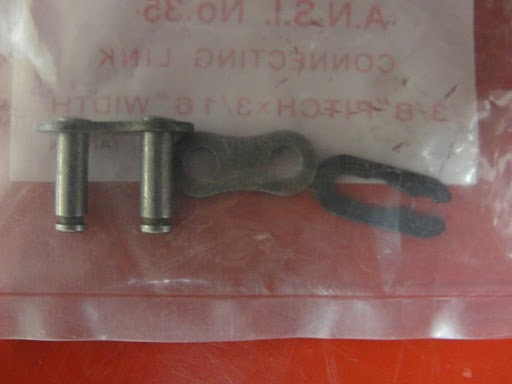 A.N.S.I. No.35
CONNECTING LINK
3/8" PITCH×3/16" WIDTH